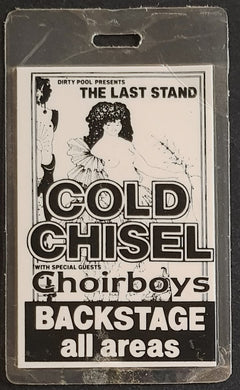 DIRTY POOL PRESENTS
THE LAST STAND
COLD
CHISEL
WITH SPECIAL GUESTS
Choirboys
BACKSTAGE
all areas